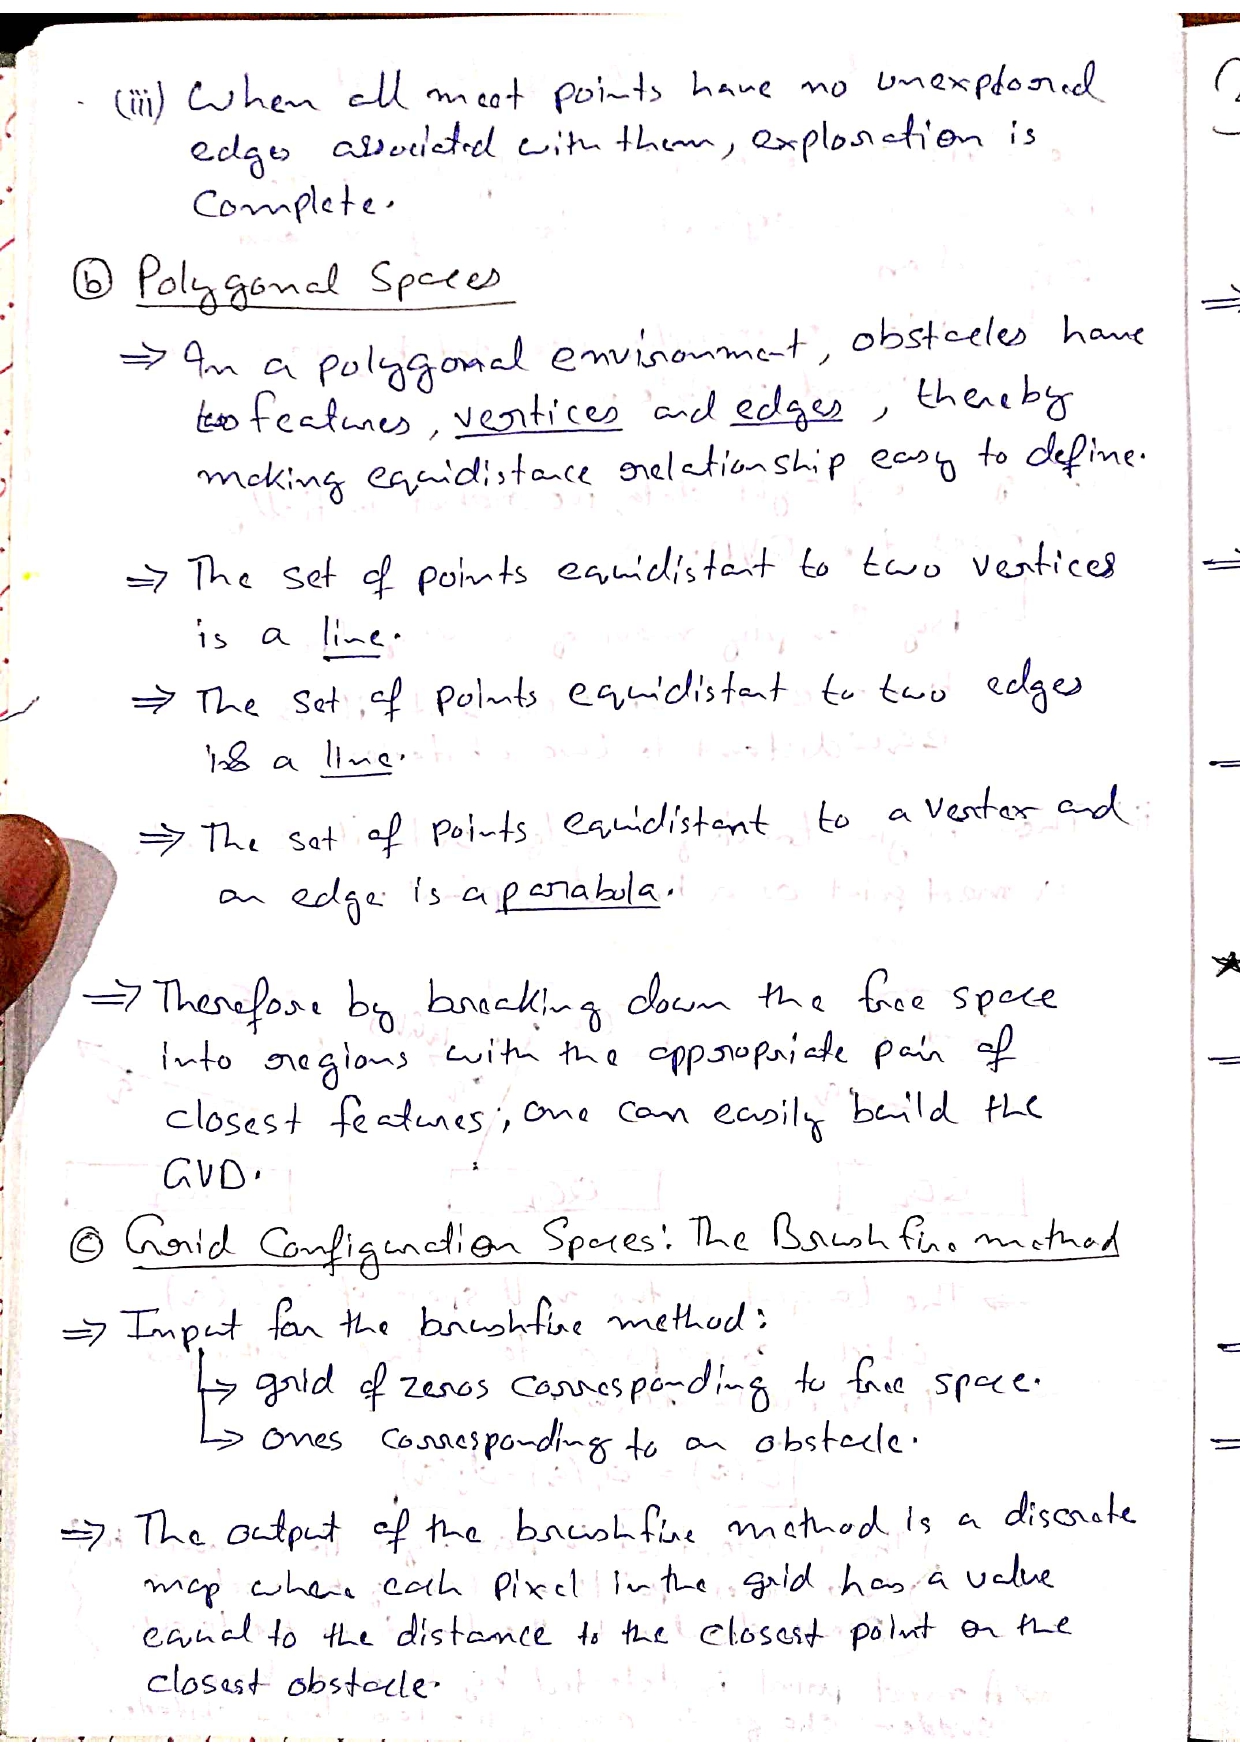 (iii) When all meet points have no unexplored
edges associated with them, exploration is
Complete.
(b) Polygonal Spaces
⇒ In a polygonal environment, obstacles have
two features, vertices and edges, thereby
making equidistance relationship easy to define.
⇒ The set of points equidistant to two vertices
is a line.
⇒ The set of points equidistant to two edges
is a line.
⇒ The set of points equidistant to a vertex and
an edge is a parabola.
⇒ Therefore by breaking down the free space
into regions with the appropriate pair of
closest features, one can easily build the
GVD.
(c) Grid Configuration Spaces: The Brushfire method
⇒ Input for the brushfire method:
↳ grid of zeros corresponding to free space.
↳ ones corresponding to an obstacle.
⇒ The output of the brushfire method is a discrete
map where each pixel in the grid has a value
equal to the distance to the closest point on the
closest obstacle.